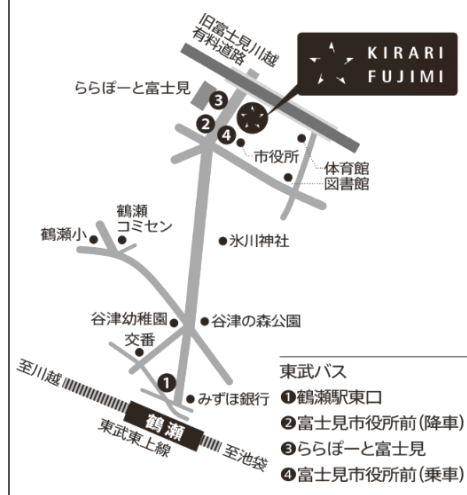 旧富士見川越
有料道路
KIRARI
FUJIMI
ららぽーと富士見
❸
❷
❹
市役所
体育館
図書館
鶴瀬
コミセン
鶴瀬小
氷川神社
谷津幼稚園
谷津の森公園
交番
❶
みずほ銀行
至川越
鶴瀬
東武東上線
至池袋
東武バス
❶鶴瀬駅東口
❷富士見市役所前(降車)
❸ららぽーと富士見
❹富士見市役所前(乗車)